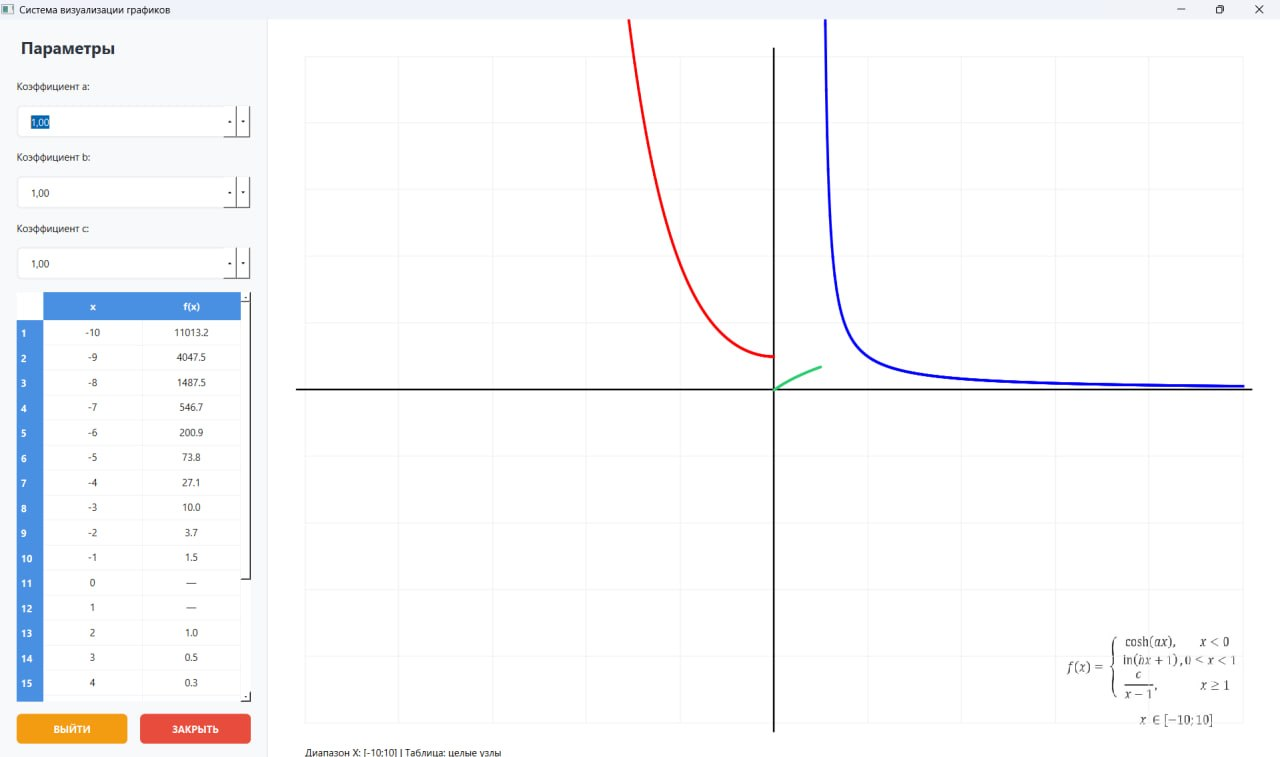 Система визуализации графиков
Параметры
Коэффициент a:
1,00
Коэффициент b:
1,00
Коэффициент c:
1,00
x f(x)
1 -10 11013.2
2 -9 4047.5
3 -8 1487.5
4 -7 546.7
5 -6 200.9
6 -5 73.8
7 -4 27.1
8 -3 10.0
9 -2 3.7
10 -1 1.5
11 0 —
12 1 —
13 2 1.0
14 3 0.5
15 4 0.3
ВЫЙТИ ЗАКРЫТЬ
cosh(ax), x < 0
f(x) = { ln(bx + 1), 0 < x < 1
c
x − 1, x ≥ 1
x ∈ [−10; 10]
Диапазон X: [-10;10] | Таблица: целые узлы